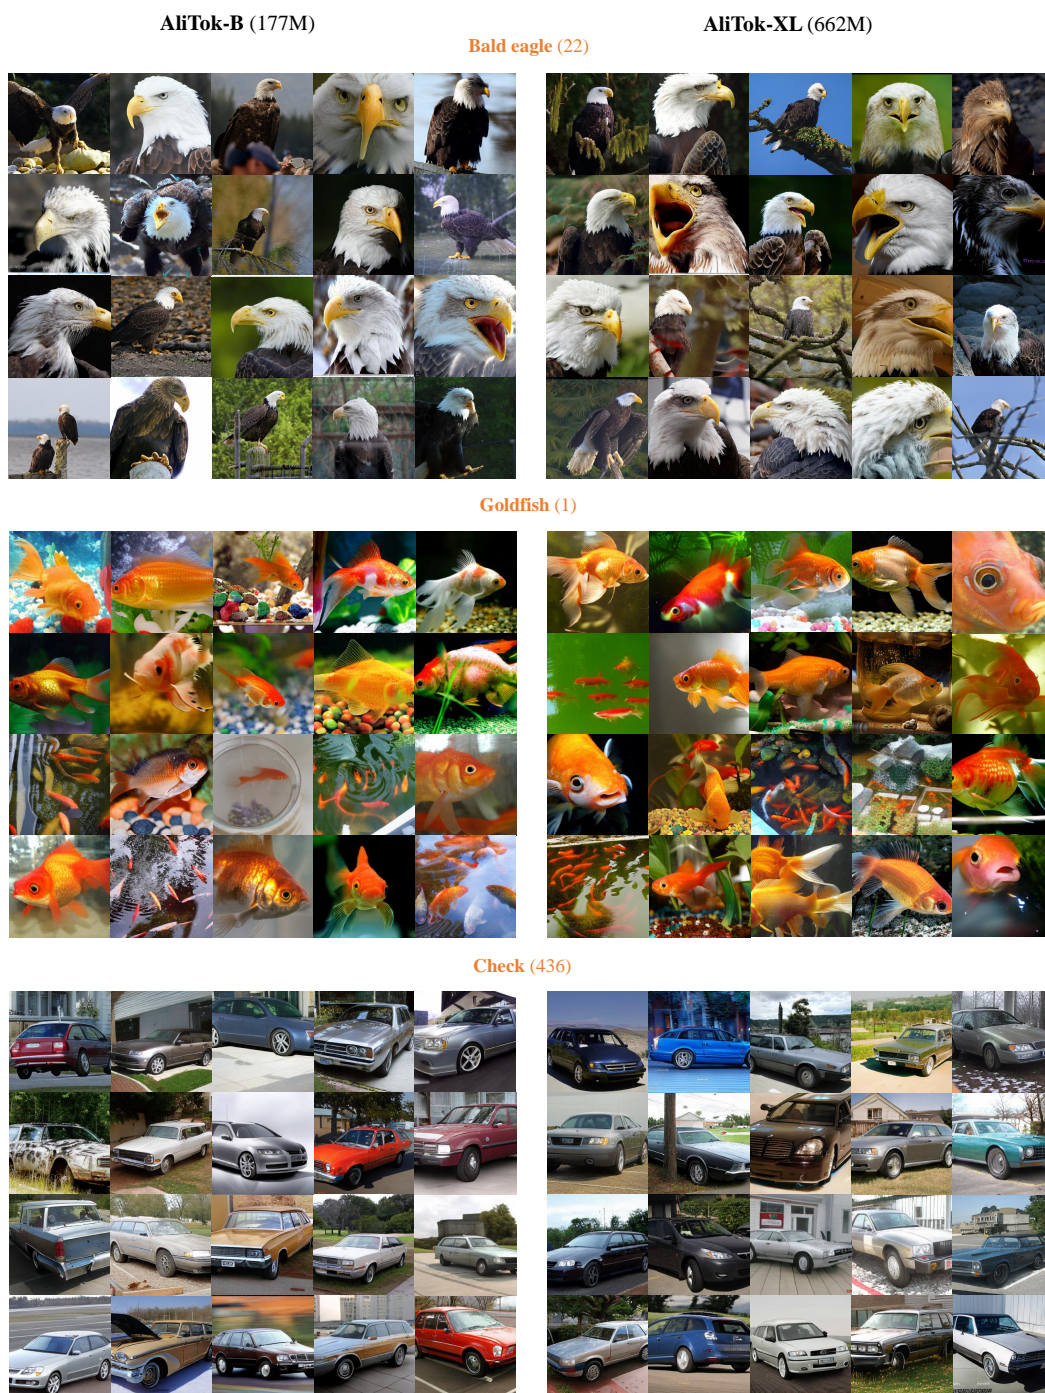 AliTok-B (177M)
AliTok-XL (662M)
Bald eagle (22)
Goldfish (1)
Check (436)